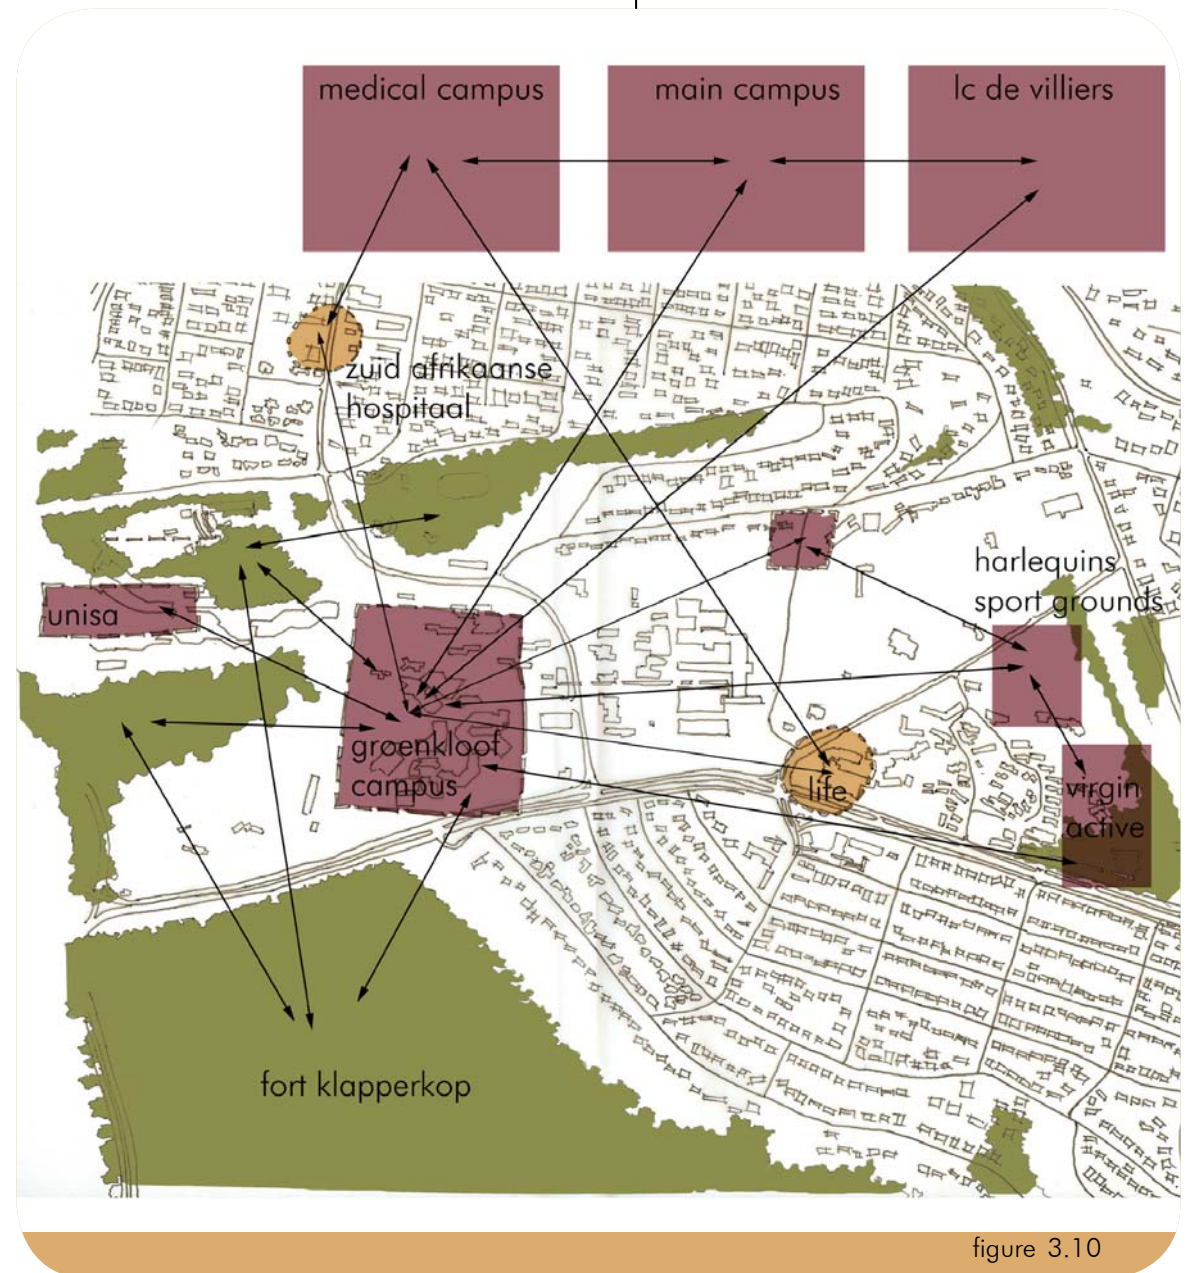 medical campus
main campus
lc de villiers
zuid afrikaanse
hospitaal
harlequins
sport grounds
unisa
groenkloof
campus
life
virgin
active
fort klapperkop
figure 3.10